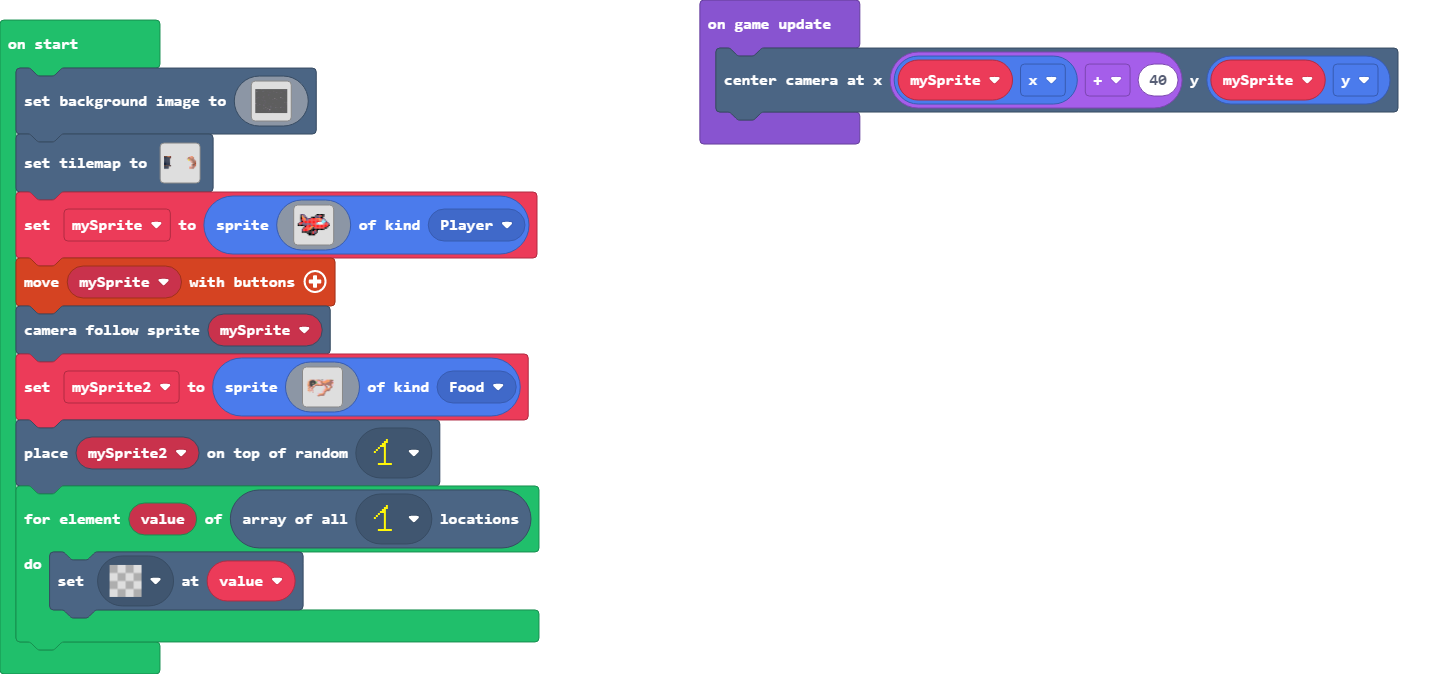 on start
set background image to
set tilemap to
set mySprite to sprite of kind Player
move mySprite with buttons
camera follow sprite mySprite
set mySprite2 to sprite of kind Food
place mySprite2 on top of random 1
for element value of array of all 1 locations
do
set at value
on game update
center camera at x mySprite x + 40 y mySprite y